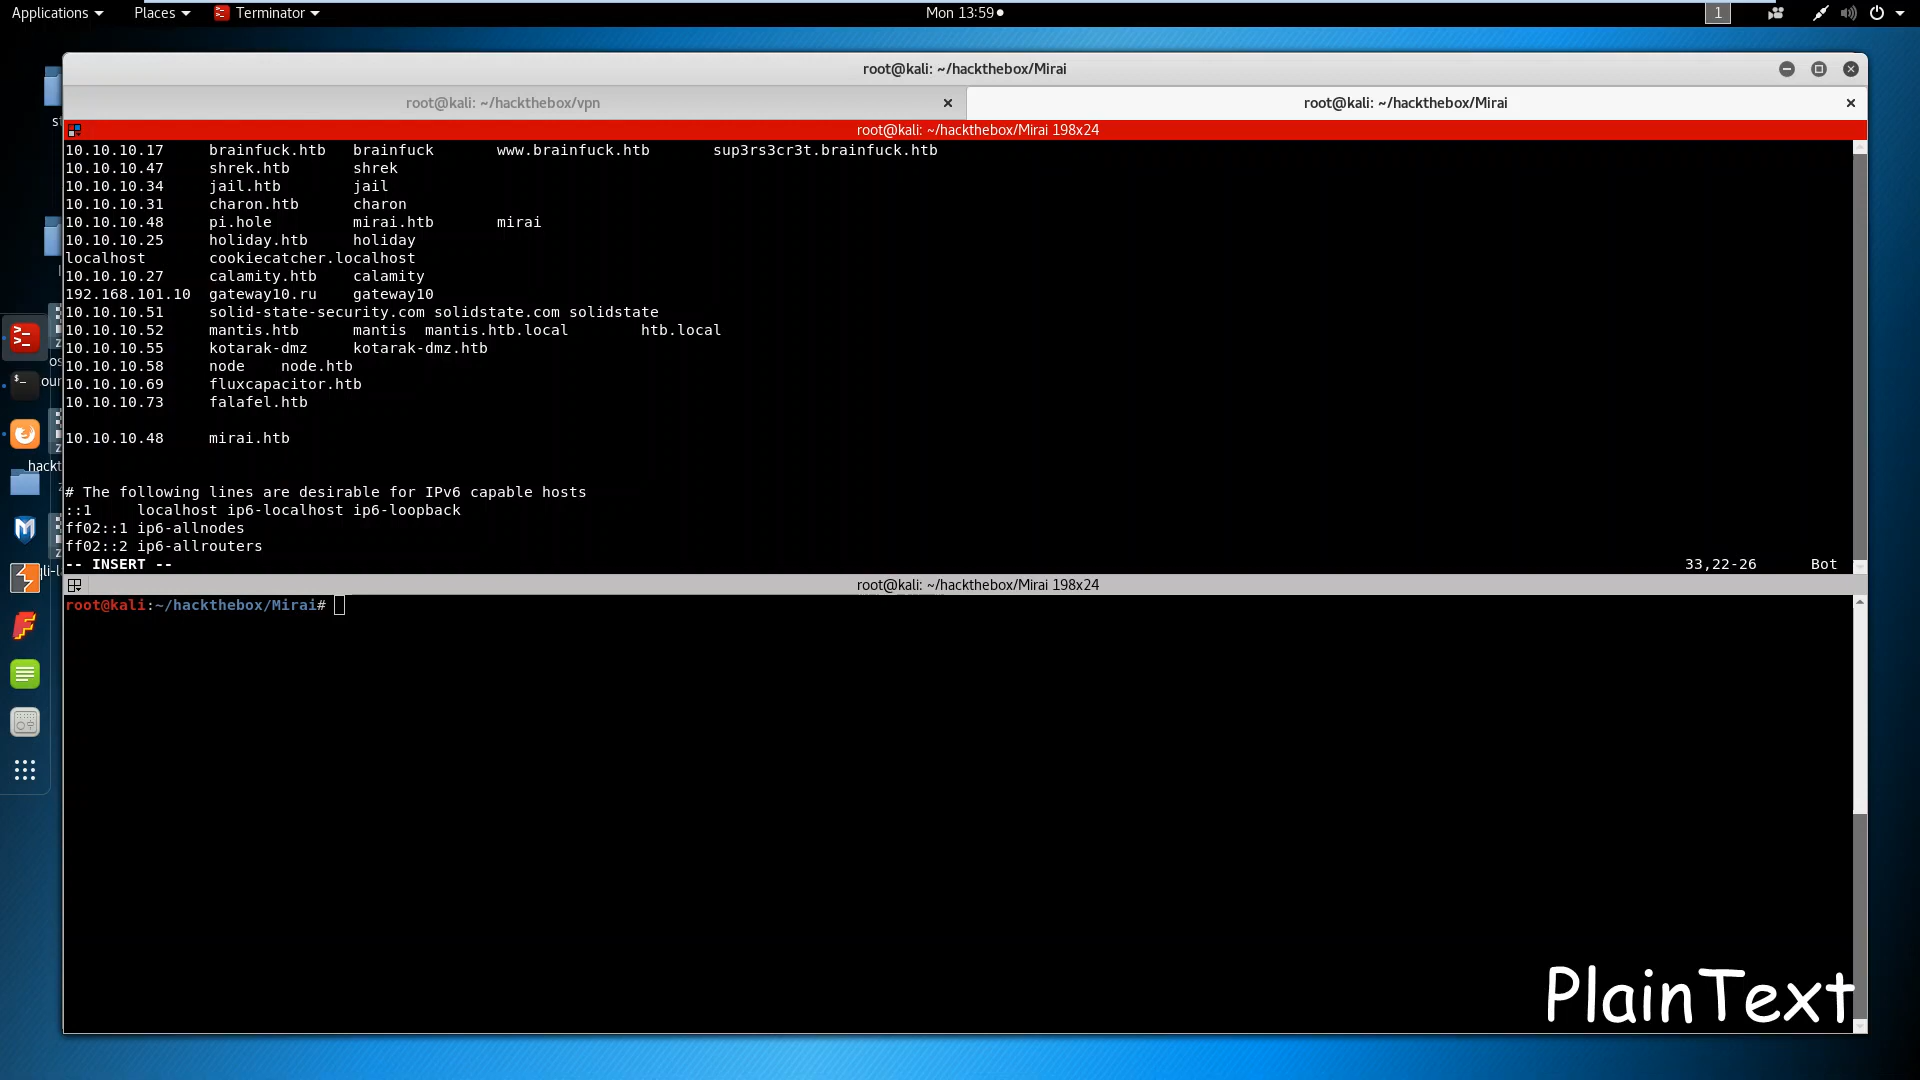 Applications Places Terminator Mon 13:59 1
root@kali: ~/hackthebox/Mirai
root@kali: ~/hackthebox/vpn root@kali: ~/hackthebox/Mirai
root@kali: ~/hackthebox/Mirai 198x24
10.10.10.17 brainfuck.htb brainfuck www.brainfuck.htb sup3rs3cr3t.brainfuck.htb
10.10.10.47 shrek.htb shrek
10.10.10.34 jail.htb jail
10.10.10.31 charon.htb charon
10.10.10.48 pi.hole mirai.htb mirai
10.10.10.25 holiday.htb holiday
localhost cookiecatcher.localhost
10.10.10.27 calamity.htb calamity
192.168.101.10 gateway10.ru gateway10
10.10.10.51 solid-state-security.com solidstate.com solidstate
10.10.10.52 mantis.htb mantis mantis.htb.local htb.local
10.10.10.55 kotarak-dmz kotarak-dmz.htb
10.10.10.58 node node.htb
10.10.10.69 fluxcapacitor.htb
10.10.10.73 falafel.htb
10.10.10.48 mirai.htb
# The following lines are desirable for IPv6 capable hosts
::1 localhost ip6-localhost ip6-loopback
ff02::1 ip6-allnodes
ff02::2 ip6-allrouters
-- INSERT -- 33,22-26 Bot
root@kali: ~/hackthebox/Mirai 198x24
root@kali:~/hackthebox/Mirai#
PlainText